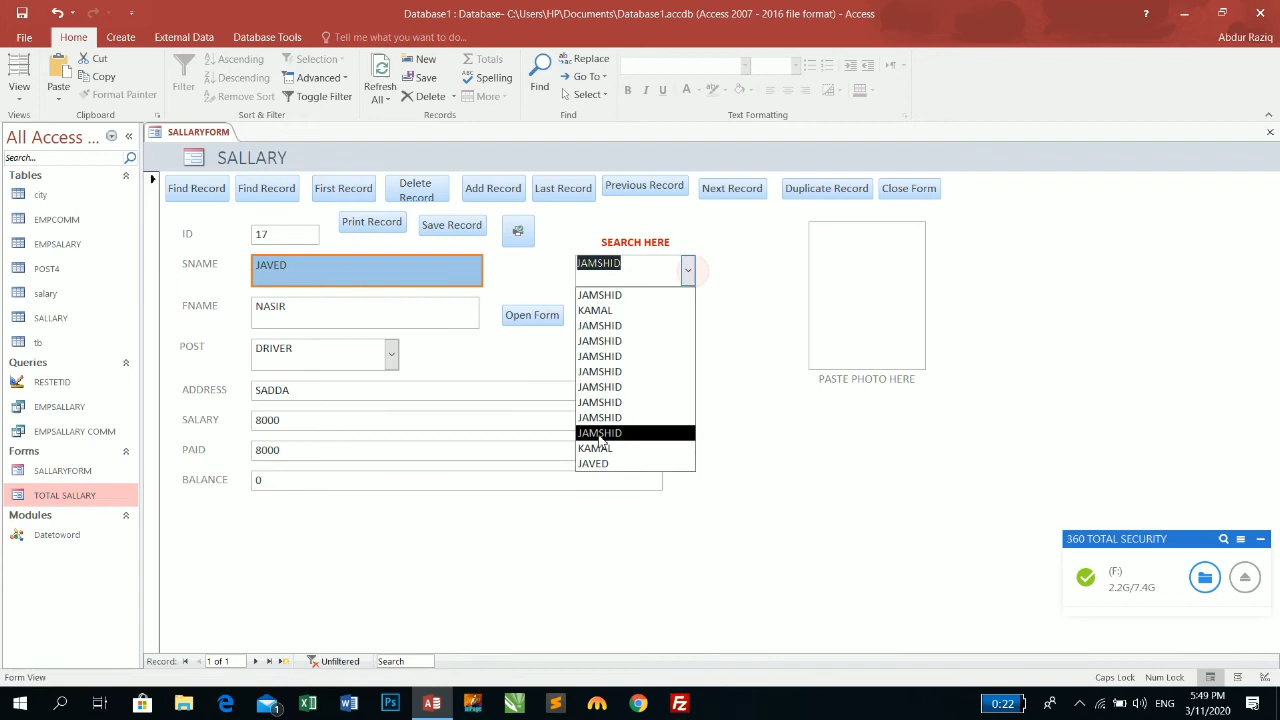 Database1 : Database- C:\Users\HP\Documents\Database1.accdb (Access 2007 - 2016 file format) - Access
?
File
Home
Create
External Data
Database Tools
Tell me what you want to do...
Abdur Raziq
View
Views
Paste
Cut
Copy
Format Painter
Clipboard
Filter
Ascending
Descending
Remove Sort
Selection
Advanced
Toggle Filter
Sort & Filter
Refresh
All
New
Save
Delete
Totals
Spelling
More
Records
Find
Replace
Go To
Select
Find
B I U
A
Text Formatting
All Access ...
Search...
Tables
city
EMPCOMM
EMPSALARY
POST4
salary
SALLARY
tb
Queries
RESTETID
EMPSALLARY
EMPSALLARY COMM
Forms
SALLARYFORM
TOTAL SALLARY
Modules
Datetoword
SALLARYFORM
SALLARY
Find Record
Find Record
First Record
Delete
Record
Add Record
Last Record
Previous Record
Next Record
Duplicate Record
Close Form
Print Record
Save Record
ID 17
SNAME JAVED
FNAME NASIR
Open Form
POST DRIVER
ADDRESS SADDA
SALARY 8000
PAID 8000
BALANCE 0
SEARCH HERE
JAMSHID
JAMSHID
KAMAL
JAMSHID
JAMSHID
JAMSHID
JAMSHID
JAMSHID
JAMSHID
JAMSHID
JAMSHID
KAMAL
JAVED
PASTE PHOTO HERE
360 TOTAL SECURITY
(F:)
2.2G/7.4G
Record:
1 of 1
Unfiltered
Search
Form View
Caps Lock
Num Lock
0:22
ENG
5:49 PM
3/11/2020